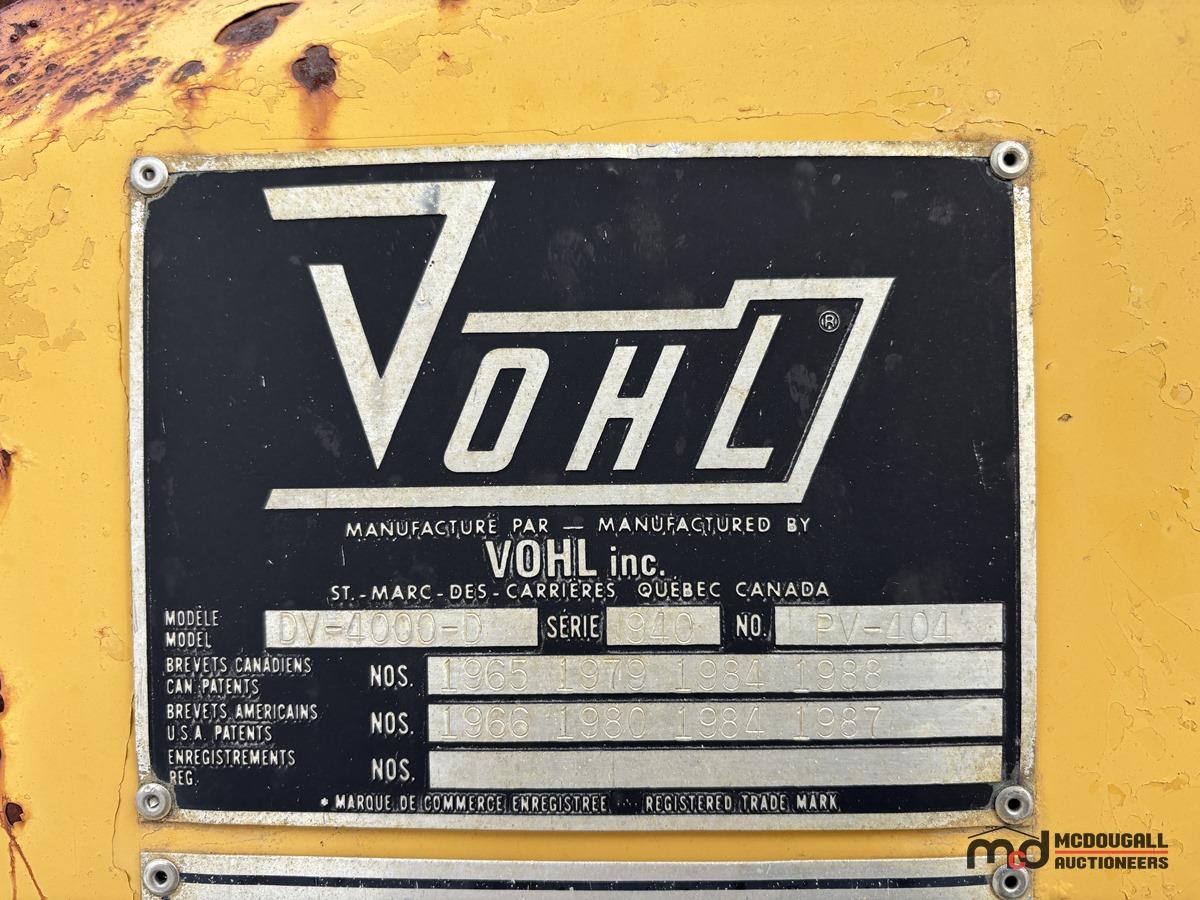 VOHL ®
MANUFACTURE PAR — MANUFACTURED BY
VOHL inc.
ST.-MARC-DES-CARRIERES QUEBEC CANADA
MODÈLE
MODEL
DV-4000-D SERIE 940 NO. PV-404
BREVETS CANADIENS
CAN PATENTS
NOS. 1965 1979 1984 1988
BREVETS AMERICAINS
U.S.A. PATENTS
NOS. 1966 1980 1984 1987
ENREGISTREMENTS
REG.
NOS.
* MARQUE DE COMMERCE ENREGISTREE ··· REGISTERED TRADE MARK
mcd MCDOUGALL
AUCTIONEERS